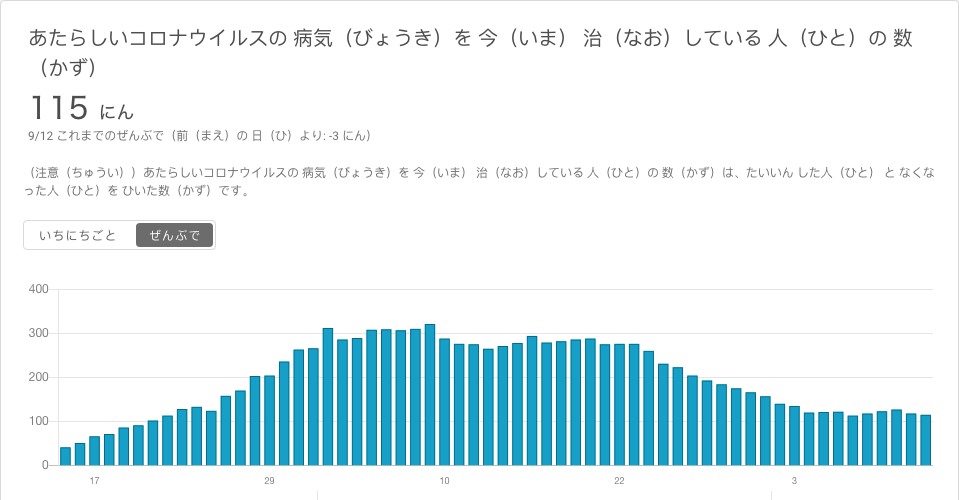 あたらしいコロナウイルスの 病気（びょうき）を 今（いま） 治（なお）している 人（ひと）の 数
（かず）
115 にん
9/12 これまでのぜんぶで（前（まえ）の 日（ひ）より: -3 にん）
（注意（ちゅうい））あたらしいコロナウイルスの 病気（びょうき）を 今（いま） 治（なお）している 人（ひと）の 数（かず）は、たいいん した人（ひと） と なくな
った人（ひと）を ひいた数（かず）です。
いちにちごと ぜんぶで
400
300
200
100
0
17 29 10 22 3